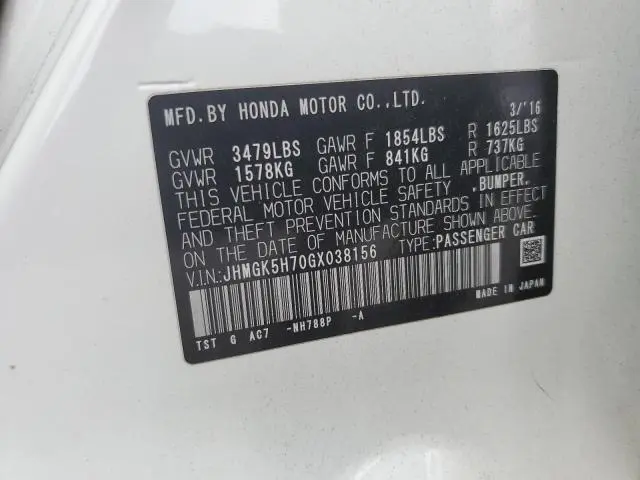 MFD.BY HONDA MOTOR CO.,LTD. 3/'16
GVWR 3479LBS GAWR F 1854LBS R 1625LBS
GVWR 1578KG GAWR F 841KG R 737KG
THIS VEHICLE CONFORMS TO ALL APPLICABLE
FEDERAL MOTOR VEHICLE SAFETY ,BUMPER,
AND THEFT PREVENTION STANDARDS IN EFFECT
ON THE DATE OF MANUFACTURE SHOWN ABOVE.
V.I.N.:JHMGK5H70GX038156 TYPE:PASSENGER CAR
TST G AC7 -NH788P -A
MADE IN JAPAN